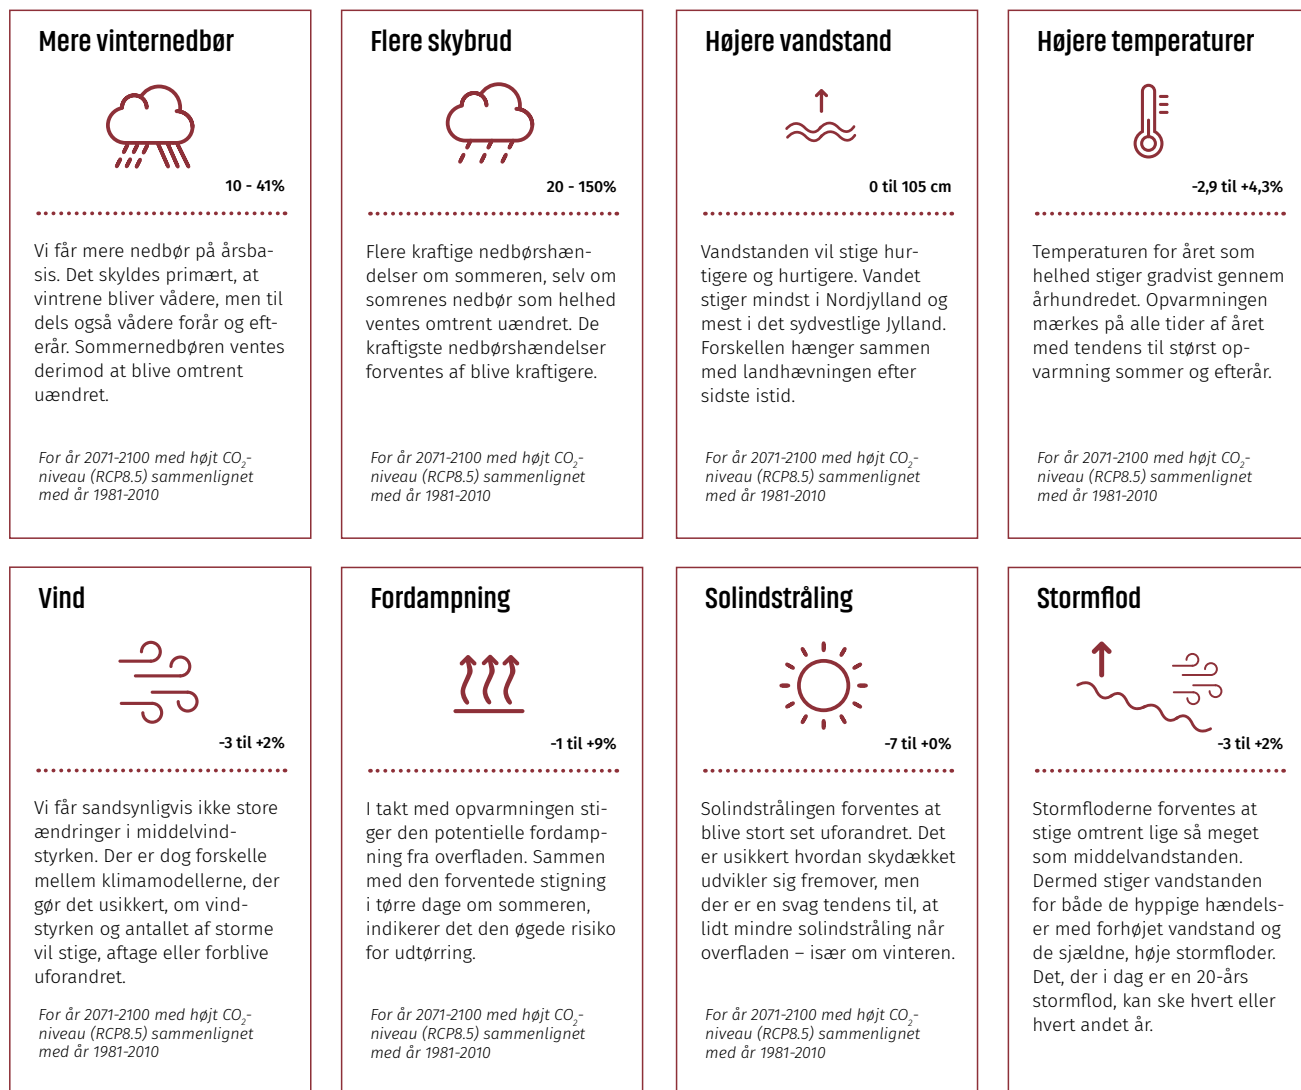 Mere vinternedbør
10 - 41%
Vi får mere nedbør på årsba-
sis. Det skyldes primært, at
vintrene bliver vådere, men til
dels også vådere forår og eft-
erår. Sommernedbøren ventes
derimod at blive omtrent
uændret.
For år 2071-2100 med højt CO₂-
niveau (RCP8.5) sammenlignet
med år 1981-2010
Flere skybrud
20 - 150%
Flere kraftige nedbørshæn-
delser om sommeren, selv om
somrenes nedbør som helhed
ventes omtrent uændret. De
kraftigste nedbørshændelser
forventes af blive kraftigere.
For år 2071-2100 med højt CO₂-
niveau (RCP8.5) sammenlignet
med år 1981-2010
Højere vandstand
0 til 105 cm
Vandstanden vil stige hur-
tigere og hurtigere. Vandet
stiger mindst i Nordjylland og
mest i det sydvestlige Jylland.
Forskellen hænger sammen
med landhævningen efter
sidste istid.
For år 2071-2100 med højt CO₂-
niveau (RCP8.5) sammenlignet
med år 1981-2010
Højere temperaturer
-2,9 til +4,3%
Temperaturen for året som
helhed stiger gradvist gennem
århundredet. Opvarmningen
mærkes på alle tider af året
med tendens til størst op-
varmning sommer og efterår.
For år 2071-2100 med højt CO₂-
niveau (RCP8.5) sammenlignet
med år 1981-2010
Vind
-3 til +2%
Vi får sandsynligvis ikke store
ændringer i middelvind-
styrken. Der er dog forskelle
mellem klimamodellerne, der
gør det usikkert, om vind-
styrken og antallet af storme
vil stige, aftage eller forblive
uforandret.
For år 2071-2100 med højt CO₂-
niveau (RCP8.5) sammenlignet
med år 1981-2010
Fordampning
-1 til +9%
I takt med opvarmningen sti-
ger den potentielle fordamp-
ning fra overfladen. Sammen
med den forventede stigning
i tørre dage om sommeren,
indikerer det den øgede risiko
for udtørring.
For år 2071-2100 med højt CO₂-
niveau (RCP8.5) sammenlignet
med år 1981-2010
Solindstråling
-7 til +0%
Solindstrålingen forventes at
blive stort set uforandret. Det
er usikkert hvordan skydækket
udvikler sig fremover, men
der er en svag tendens til, at
lidt mindre solindstråling når
overfladen – især om vinteren.
For år 2071-2100 med højt CO₂-
niveau (RCP8.5) sammenlignet
med år 1981-2010
Stormflod
-3 til +2%
Stormfloderne forventes at
stige omtrent lige så meget
som middelvandstanden.
Dermed stiger vandstanden
for både de hyppige hændels-
er med forhøjet vandstand og
de sjældne, høje stormfloder.
Det, der i dag er en 20-års
stormflod, kan ske hvert eller
hvert andet år.